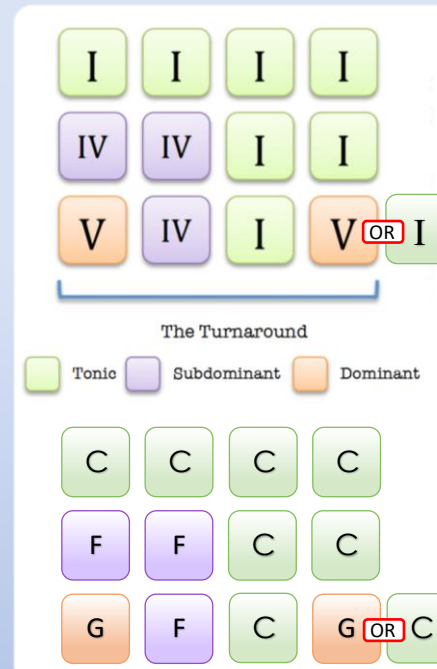 I I I I
IV IV I I
V IV I V OR I
The Turnaround
Tonic Subdominant Dominant
C C C C
F F C C
G F C G OR C